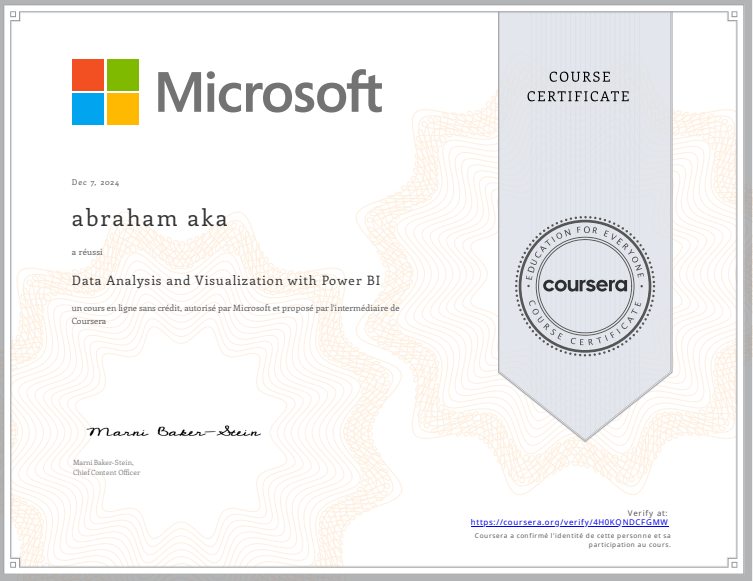 Microsoft
COURSE
CERTIFICATE
Dec 7, 2024
abraham aka
a réussi
Data Analysis and Visualization with Power BI
un cours en ligne sans crédit, autorisé par Microsoft et proposé par l'intermédiaire de
Coursera
EDUCATION FOR EVERYONE
coursera
COURSE CERTIFICATE
Marni Baker-Stein
Marni Baker-Stein,
Chief Content Officer
Verify at:
https://coursera.org/verify/4H0KQNDCFGMW
Coursera a confirmé l'identité de cette personne et sa
participation au cours.